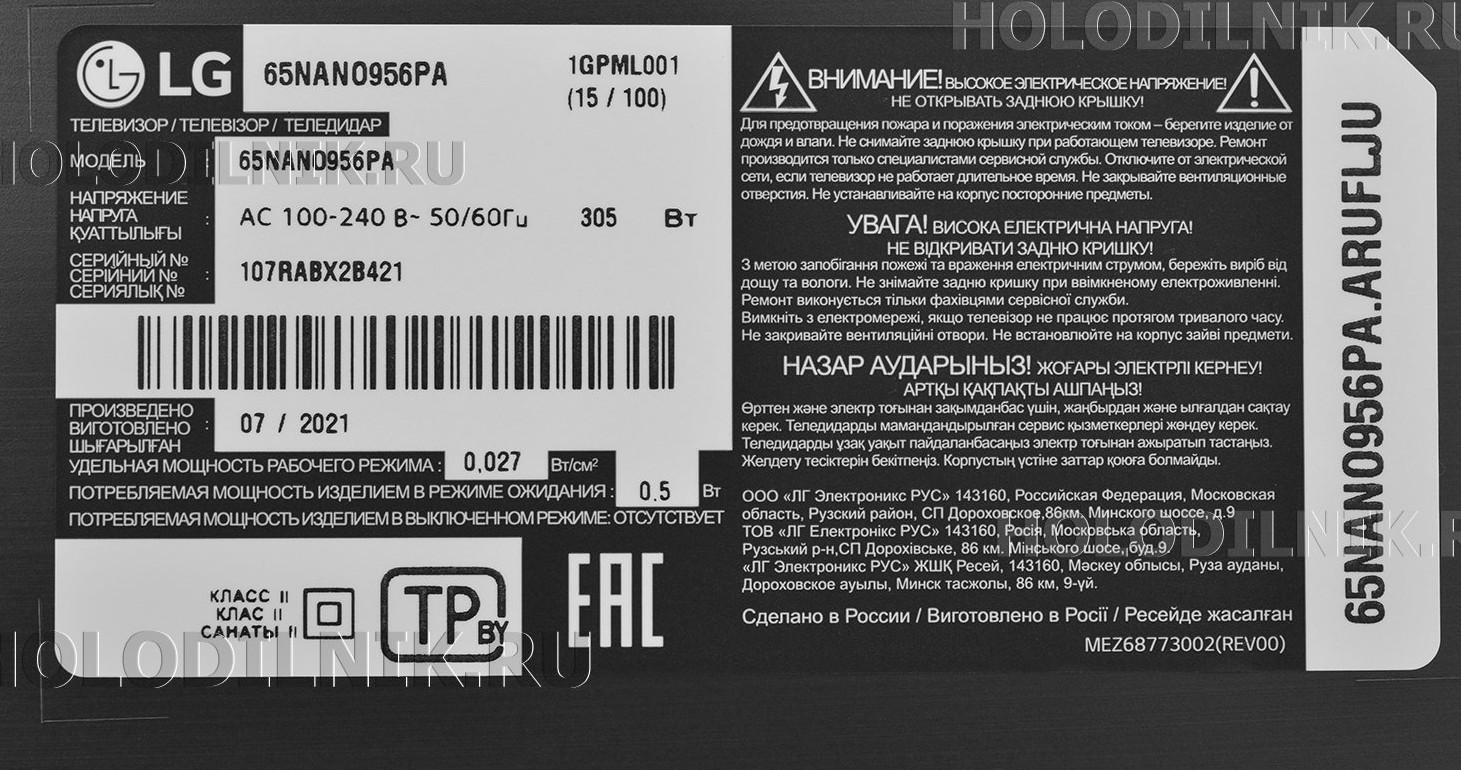 HOLODILNIK.RU
LG
65NANO956PA
1GPML001
(15 / 100)
ТЕЛЕВИЗОР / ТЕЛЕВІЗОР / ТЕЛЕДИДАР
МОДЕЛЬ : 65NANO956PA
HOLODILNIK.RU
НАПРЯЖЕНИЕ
НАПРУГА : AC 100-240 В~ 50/60Гц 305 Вт
ҚУАТТЫЛЫҒЫ
СЕРИЙНЫЙ №
СЕРІЙНИЙ № : 107RABX2B421
СЕРИЯЛЫҚ №
ПРОИЗВЕДЕНО
ВИГОТОВЛЕНО : 07 / 2021
ШЫҒАРЫЛҒАН
УДЕЛЬНАЯ МОЩНОСТЬ РАБОЧЕГО РЕЖИМА : 0,027 Вт/см²
ПОТРЕБЛЯЕМАЯ МОЩНОСТЬ ИЗДЕЛИЕМ В РЕЖИМЕ ОЖИДАНИЯ : 0.5 Вт
ПОТРЕБЛЯЕМАЯ МОЩНОСТЬ ИЗДЕЛИЕМ В ВЫКЛЮЧЕННОМ РЕЖИМЕ: ОТСУТСТВУЕТ
КЛАСС II
КЛАС II
САНАТЫ II
TP BY
EAC
HOLODILNIK.RU
ВНИМАНИЕ! ВЫСОКОЕ ЭЛЕКТРИЧЕСКОЕ НАПРЯЖЕНИЕ!
НЕ ОТКРЫВАТЬ ЗАДНЮЮ КРЫШКУ!
Для предотвращения пожара и поражения электрическим током – берегите изделие от
дождя и влаги. Не снимайте заднюю крышку при работающем телевизоре. Ремонт
производится только специалистами сервисной службы. Отключите от электрической
сети, если телевизор не работает длительное время. Не закрывайте вентиляционные
отверстия. Не устанавливайте на корпус посторонние предметы.
УВАГА! ВИСОКА ЕЛЕКТРИЧНА НАПРУГА!
НЕ ВІДКРИВАТИ ЗАДНЮ КРИШКУ!
З метою запобігання пожежі та враження електричним струмом, бережіть виріб від
дощу та вологи. Не знімайте задню кришку при ввімкненому електроживленні.
Ремонт виконується тільки фахівцями сервісної служби.
Вимкніть з електромережі, якщо телевізор не працює протягом тривалого часу.
Не закривайте вентиляційні отвори. Не встановлюйте на корпус зайві предмети.
НАЗАР АУДАРЫҢЫЗ! ЖОҒАРЫ ЭЛЕКТРЛІ КЕРНЕУ!
АРТҚЫ ҚАҚПАҚТЫ АШПАҢЫЗ!
Өрттен және электр тоғынан зақымданбас үшін, жаңбырдан және ылғалдан сақтау
керек. Теледидарды мамандандырылған сервис қызметкерлері жөндеу керек.
Теледидарды ұзақ уақыт пайдаланбасаңыз электр тоғынан ажыратып тастаңыз.
Желдету тесіктерін бекітпеңіз. Корпустың үстіне заттар қоюға болмайды.
ООО «ЛГ Электроникс РУС» 143160, Российская Федерация, Московская
область, Рузский район, СП Дороховское,86км. Минского шоссе, д.9
ТОВ «ЛГ Електронікс РУС» 143160, Росія, Московська область,
Рузський р-н,СП Дорохівське, 86 км. Мінського шосе, буд.9
«ЛГ Электроникс РУС» ЖШҚ Ресей, 143160, Мәскеу облысы, Руза ауданы,
Дороховское ауылы, Минск тасжолы, 86 км, 9-үй.
HOLODILNIK.R
Сделано в России / Виготовлено в Росії / Ресейде жасалған
MEZ68773002(REV00)
65NANO956PA.ARUFLJU